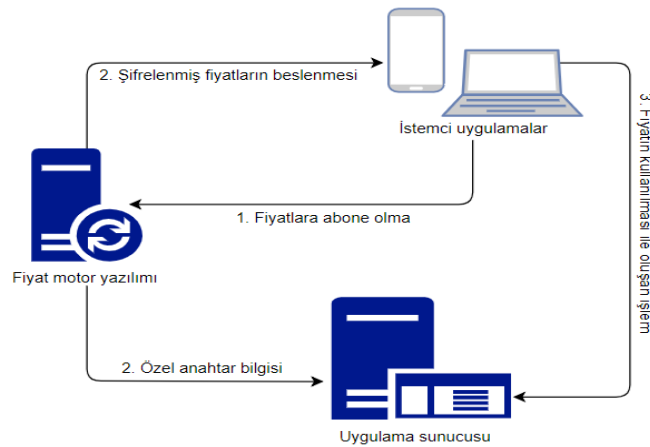 2. Şifrelenmiş fiyatların beslenmesi
İstemci uygulamalar
1. Fiyatlara abone olma
3. Fiyatın kullanılması ile oluşan işlem
Fiyat motor yazılımı
2. Özel anahtar bilgisi
Uygulama sunucusu